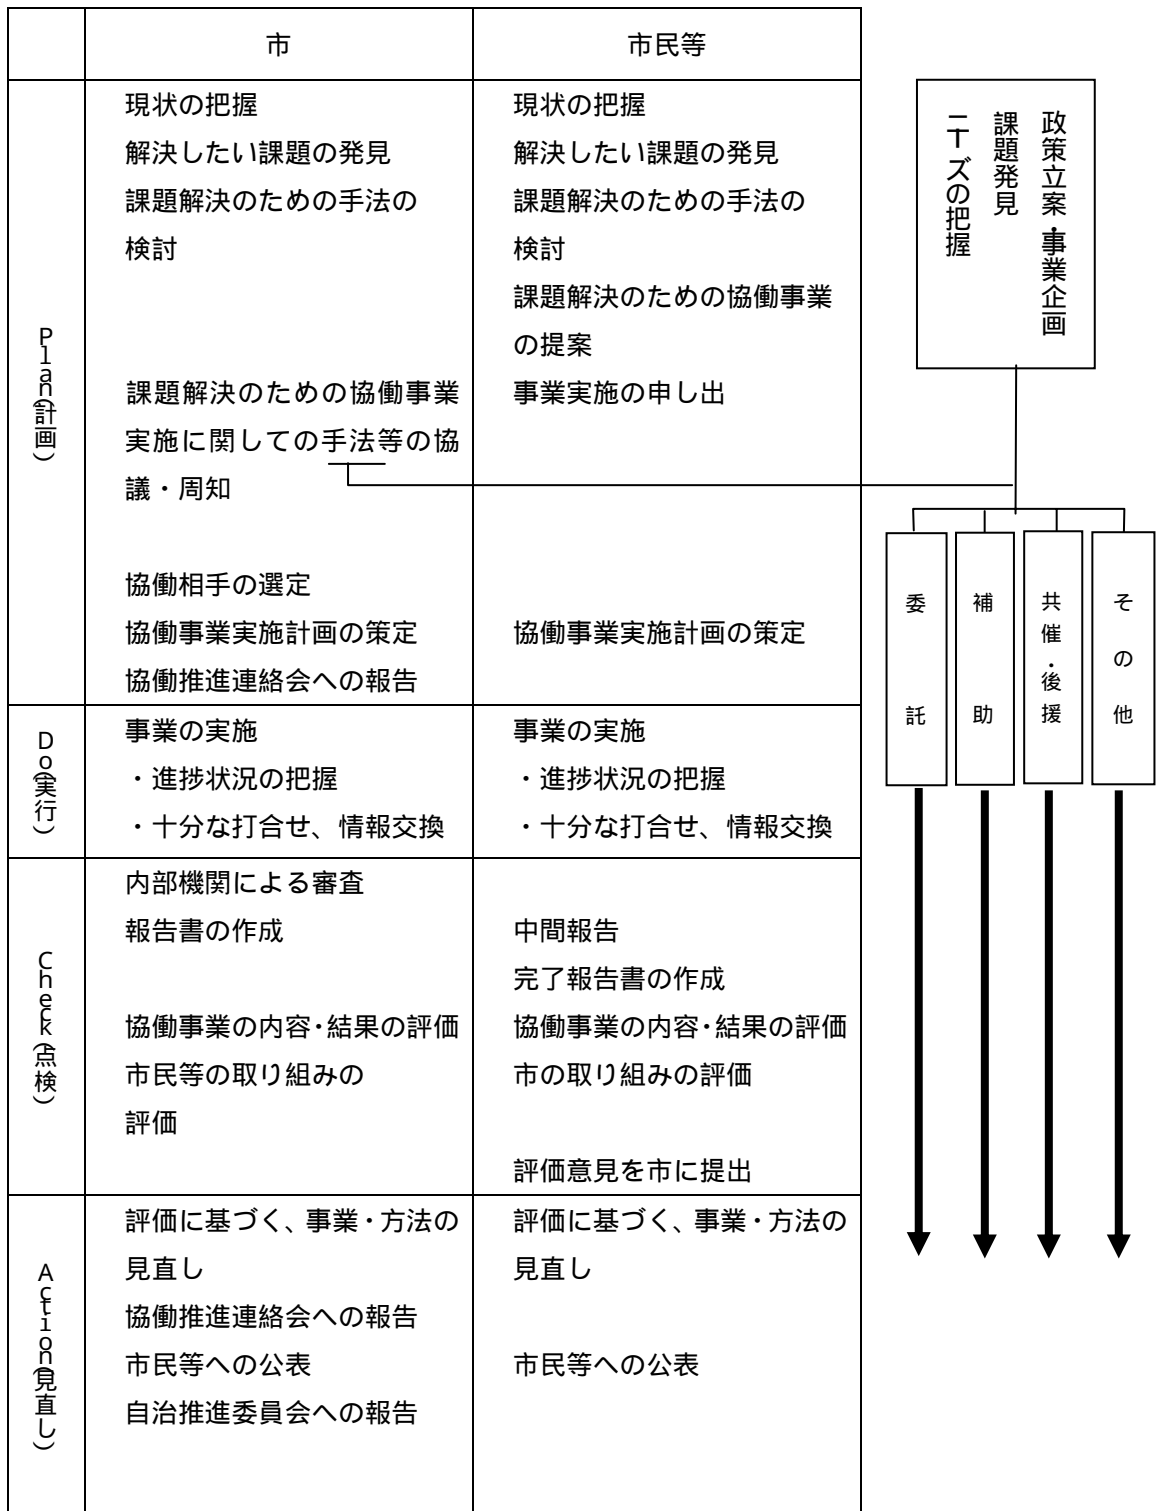 市
市民等
Plan(計画)
現状の把握
解決したい課題の発見
課題解決のための手法の
検討
課題解決のための協働事業
実施に関しての手法等の協
議・周知
協働相手の選定
協働事業実施計画の策定
協働推進連絡会への報告
現状の把握
解決したい課題の発見
課題解決のための手法の
検討
課題解決のための協働事業
の提案
事業実施の申し出
協働事業実施計画の策定
Do(実行)
事業の実施
・進捗状況の把握
・十分な打合せ、情報交換
事業の実施
・進捗状況の把握
・十分な打合せ、情報交換
Check(点検)
内部機関による審査
報告書の作成
協働事業の内容・結果の評価
市民等の取り組みの
評価
中間報告
完了報告書の作成
協働事業の内容・結果の評価
市の取り組みの評価
評価意見を市に提出
Action(見直し)
評価に基づく、事業・方法の
見直し
協働推進連絡会への報告
市民等への公表
自治推進委員会への報告
評価に基づく、事業・方法の
見直し
市民等への公表
政策立案・事業企画
課題発見
ニーズの把握
委託
補助
共催・後援
その他